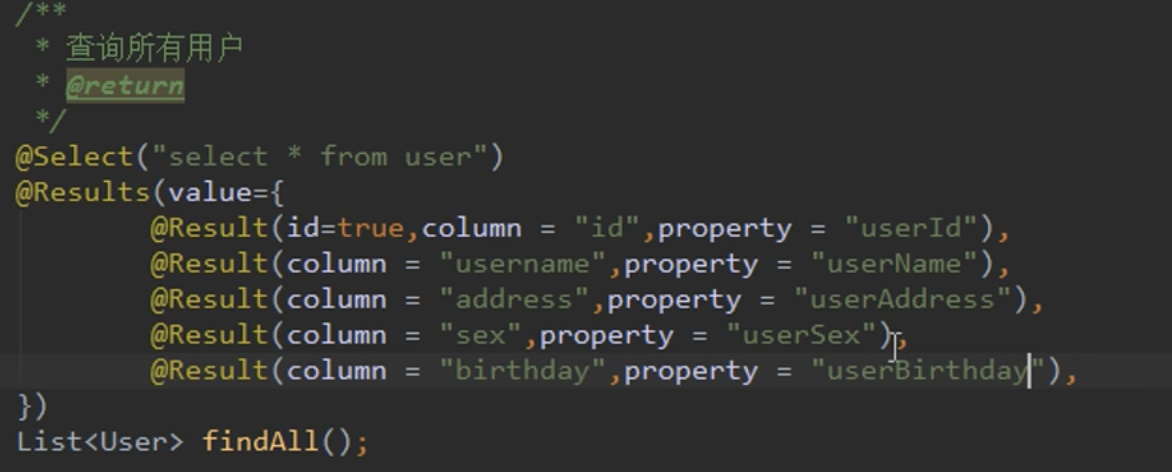 /**
* 查询所有用户
* @return
*/
@Select("select * from user")
@Results(value={
@Result(id=true,column = "id",property = "userId"),
@Result(column = "username",property = "userName"),
@Result(column = "address",property = "userAddress"),
@Result(column = "sex",property = "userSex"),
@Result(column = "birthday",property = "userBirthday"),
})
List<User> findAll();